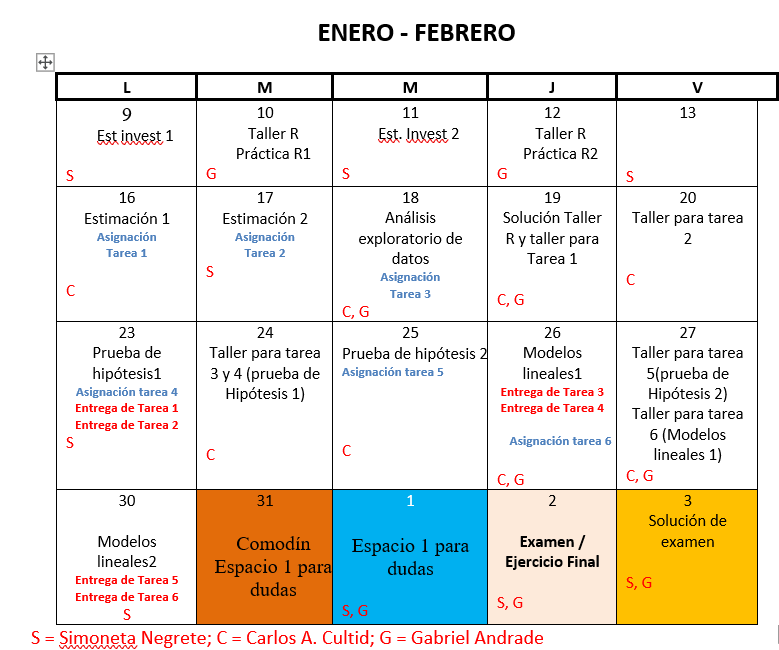 ENERO - FEBRERO
L
M
M
J
V
9
Est invest 1
S
10
Taller R
Práctica R1
G
11
Est. Invest 2
S
12
Taller R
Práctica R2
G
13
S
16
Estimación 1
Asignación
Tarea 1
C
17
Estimación 2
Asignación
Tarea 2
S
18
Análisis
exploratorio de
datos
Asignación
Tarea 3
C, G
19
Solución Taller
R y taller para
Tarea 1
C, G
20
Taller para tarea
2
C
23
Prueba de
hipótesis1
Asignación tarea 4
Entrega de Tarea 1
Entrega de Tarea 2
S
24
Taller para tarea
3 y 4 (prueba de
Hipótesis 1)
C
25
Prueba de hipótesis 2
Asignación tarea 5
C
26
Modelos
lineales1
Entrega de Tarea 3
Entrega de Tarea 4
Asignación tarea 6
C, G
27
Taller para tarea
5(prueba de
Hipótesis 2)
Taller para tarea
6 (Modelos
lineales 1)
C, G
30
Modelos
lineales2
Entrega de Tarea 5
Entrega de Tarea 6
S
31
Comodín
Espacio 1 para
dudas
1
Espacio 1 para
dudas
S, G
2
Examen /
Ejercicio Final
S, G
3
Solución de
examen
S, G
S = Simoneta Negrete; C = Carlos A. Cultid; G = Gabriel Andrade